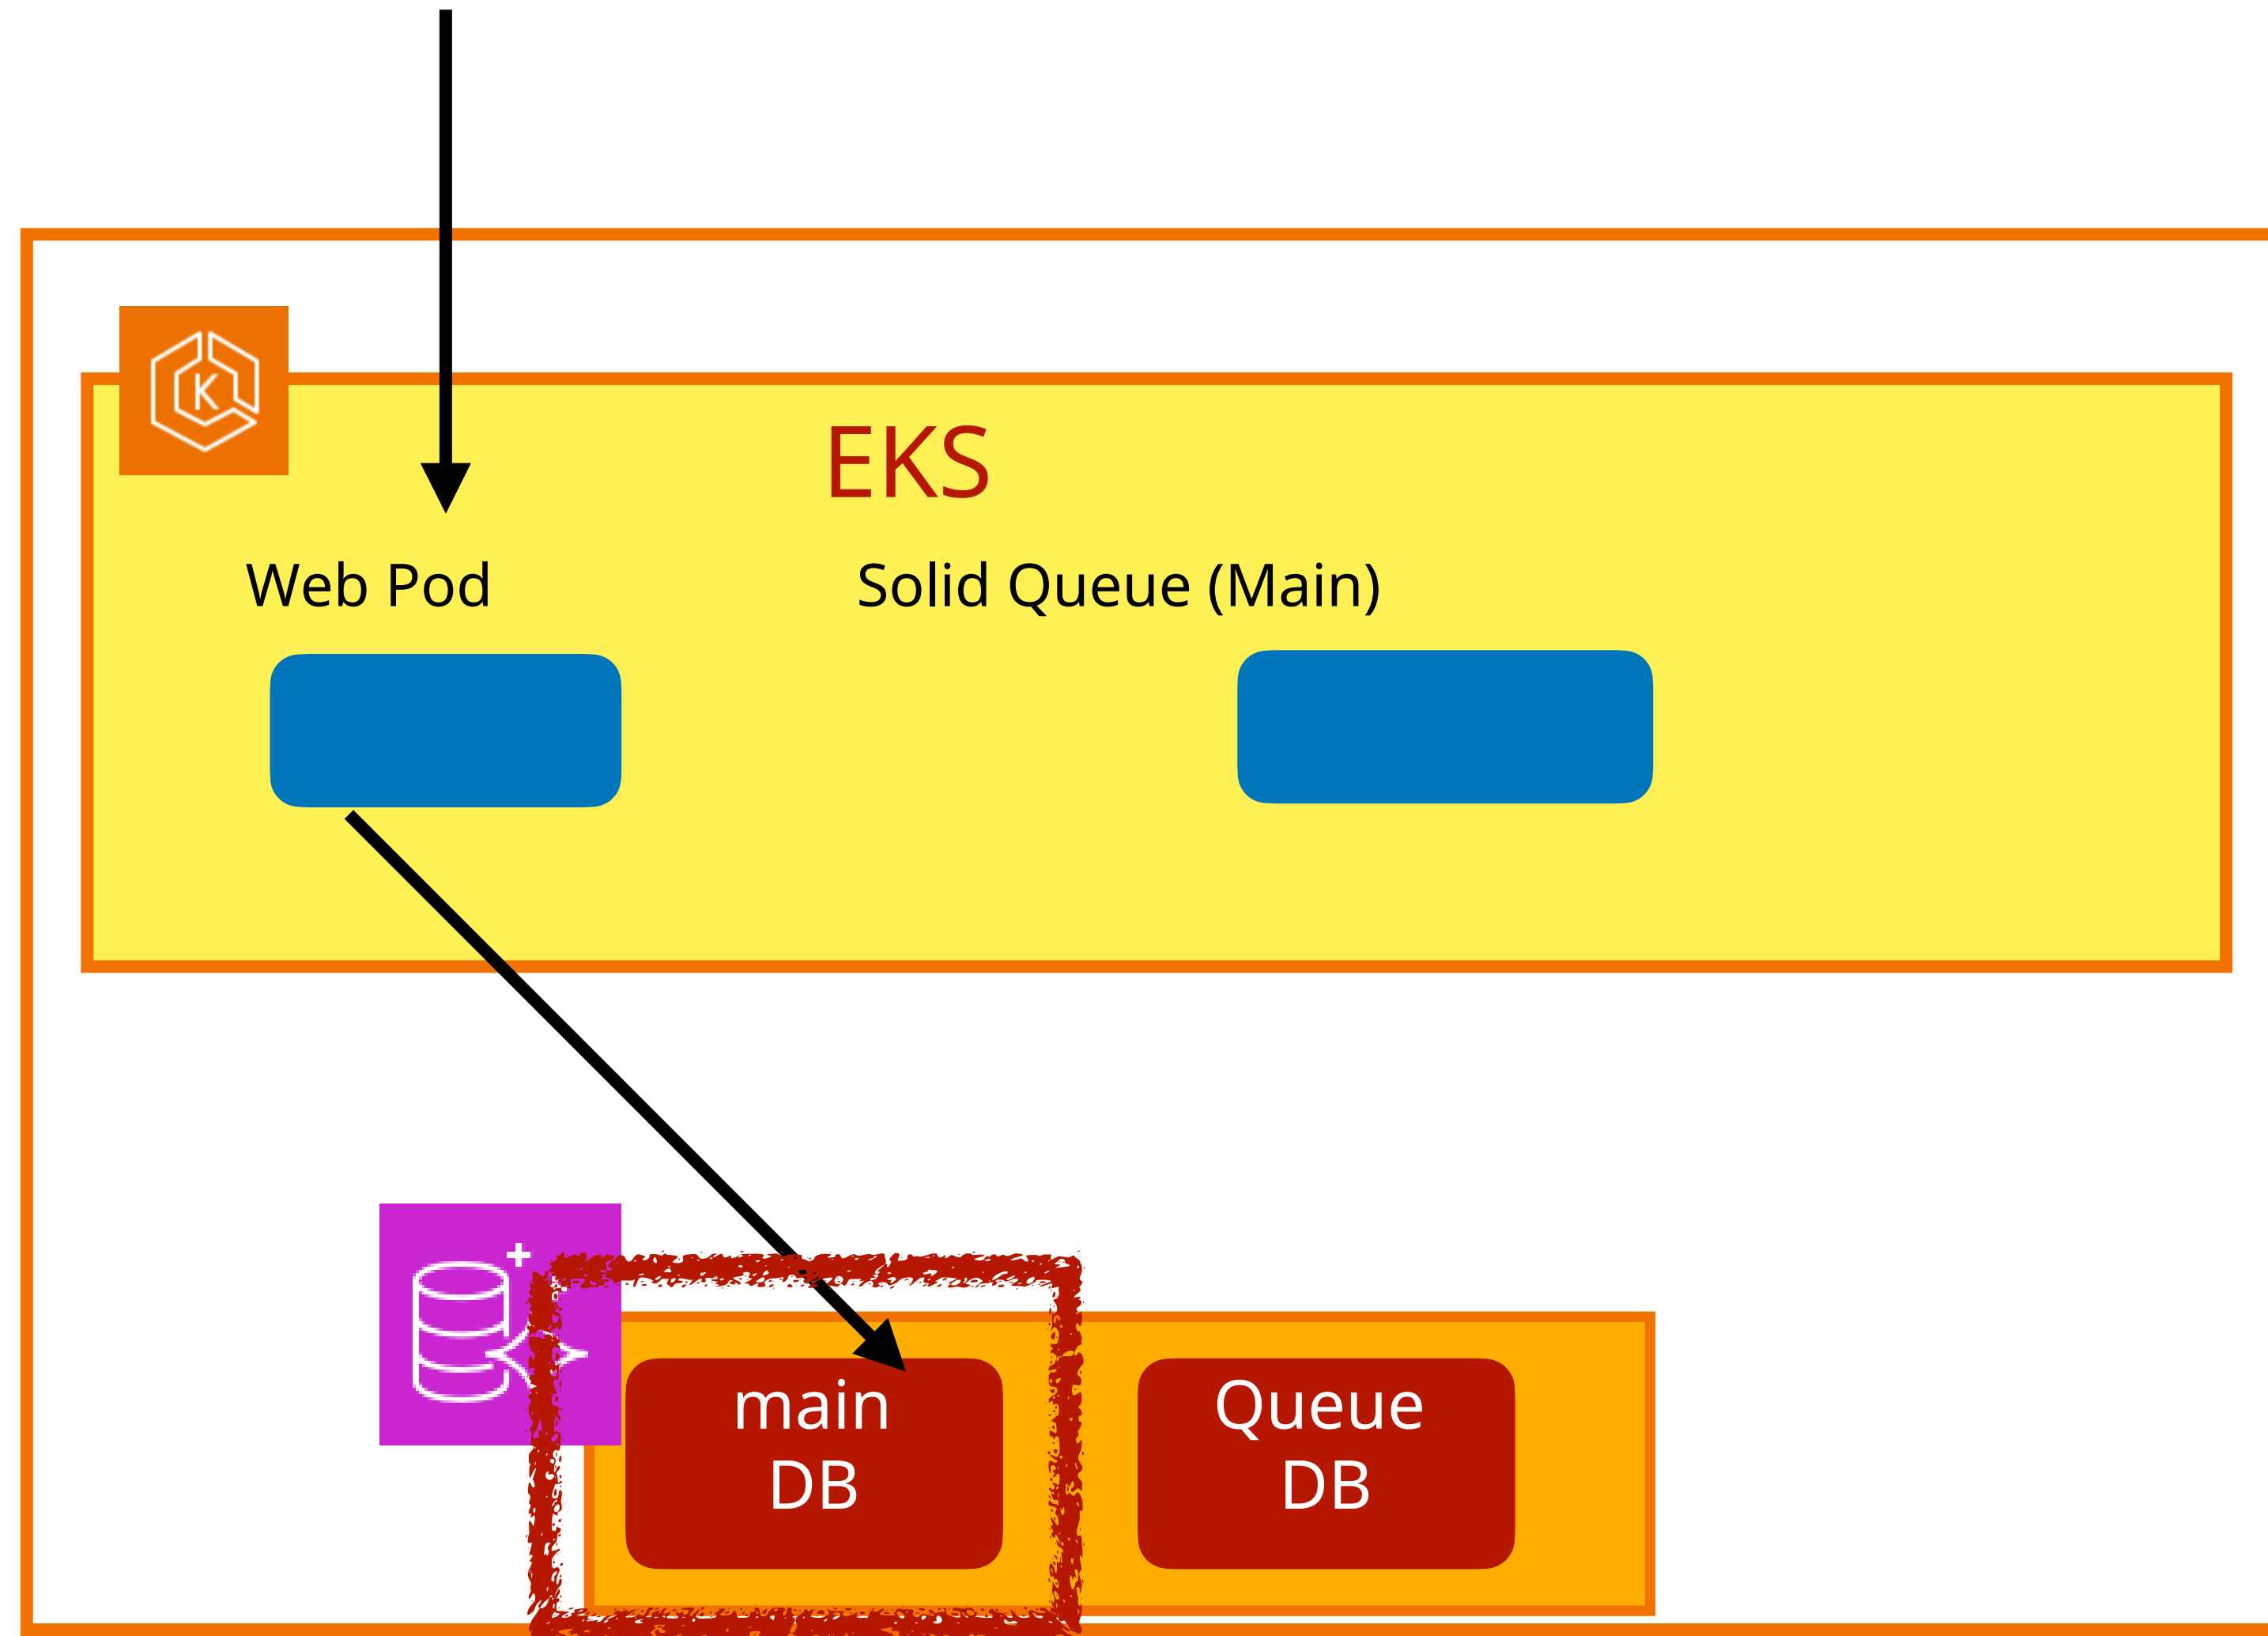 K
EKS
Web Pod
Solid Queue (Main)
main
DB
Queue
DB